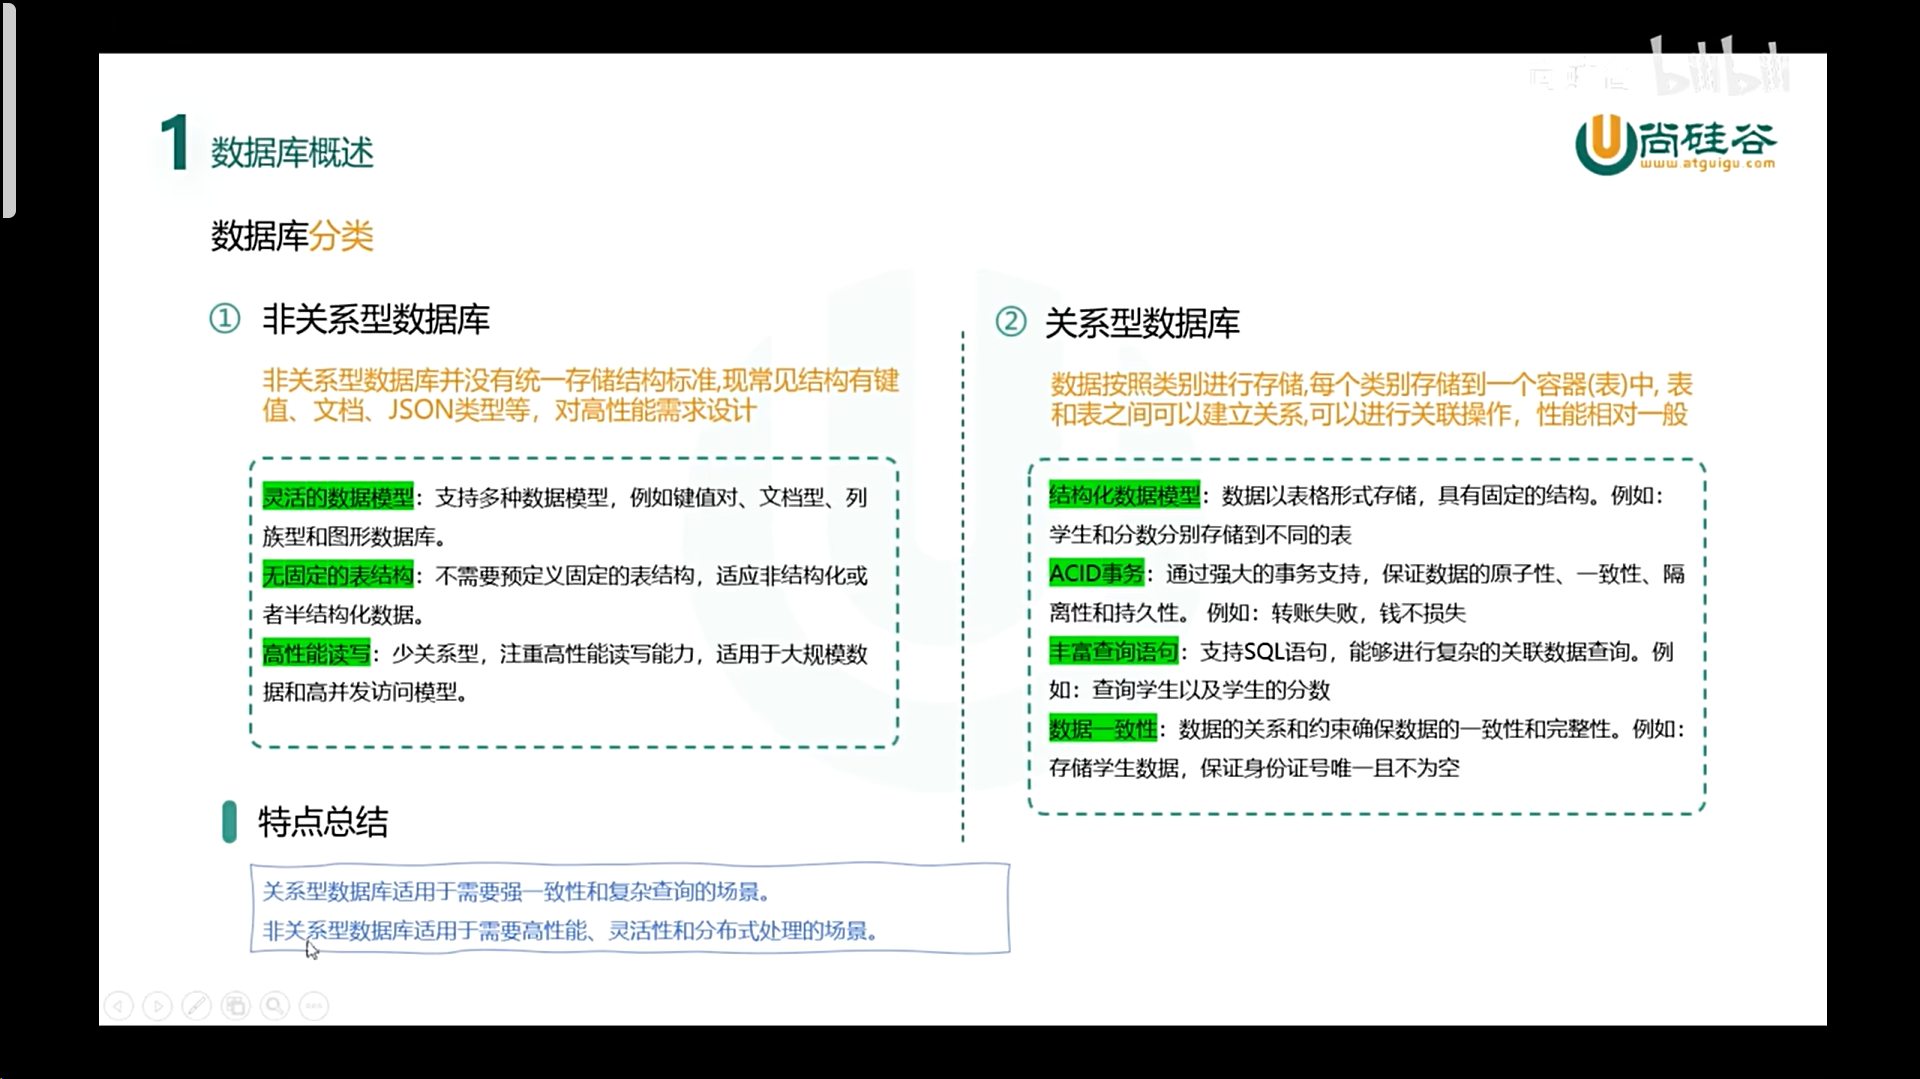 1 数据库概述
尚硅谷
www.atguigu.com
数据库分类
① 非关系型数据库
非关系型数据库并没有统一存储结构标准,现常见结构有键
值、文档、JSON类型等，对高性能需求设计
灵活的数据模型：支持多种数据模型，例如键值对、文档型、列
族型和图形数据库。
无固定的表结构：不需要预定义固定的表结构，适应非结构化或
者半结构化数据。
高性能读写：少关系型，注重高性能读写能力，适用于大规模数
据和高并发访问模型。
② 关系型数据库
数据按照类别进行存储,每个类别存储到一个容器(表)中, 表
和表之间可以建立关系,可以进行关联操作，性能相对一般
结构化数据模型：数据以表格形式存储，具有固定的结构。例如：
学生和分数分别存储到不同的表
ACID事务：通过强大的事务支持，保证数据的原子性、一致性、隔
离性和持久性。 例如：转账失败，钱不损失
丰富查询语句：支持SQL语句，能够进行复杂的关联数据查询。例
如：查询学生以及学生的分数
数据一致性：数据的关系和约束确保数据的一致性和完整性。例如：
存储学生数据，保证身份证号唯一且不为空
特点总结
关系型数据库适用于需要强一致性和复杂查询的场景。
非关系型数据库适用于需要高性能、灵活性和分布式处理的场景。
bilibili